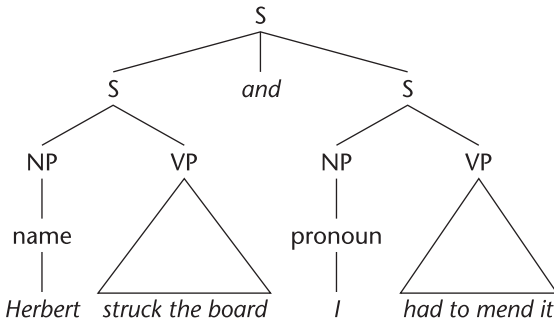 S
S and S
NP VP NP VP
name pronoun
Herbert struck the board I had to mend it